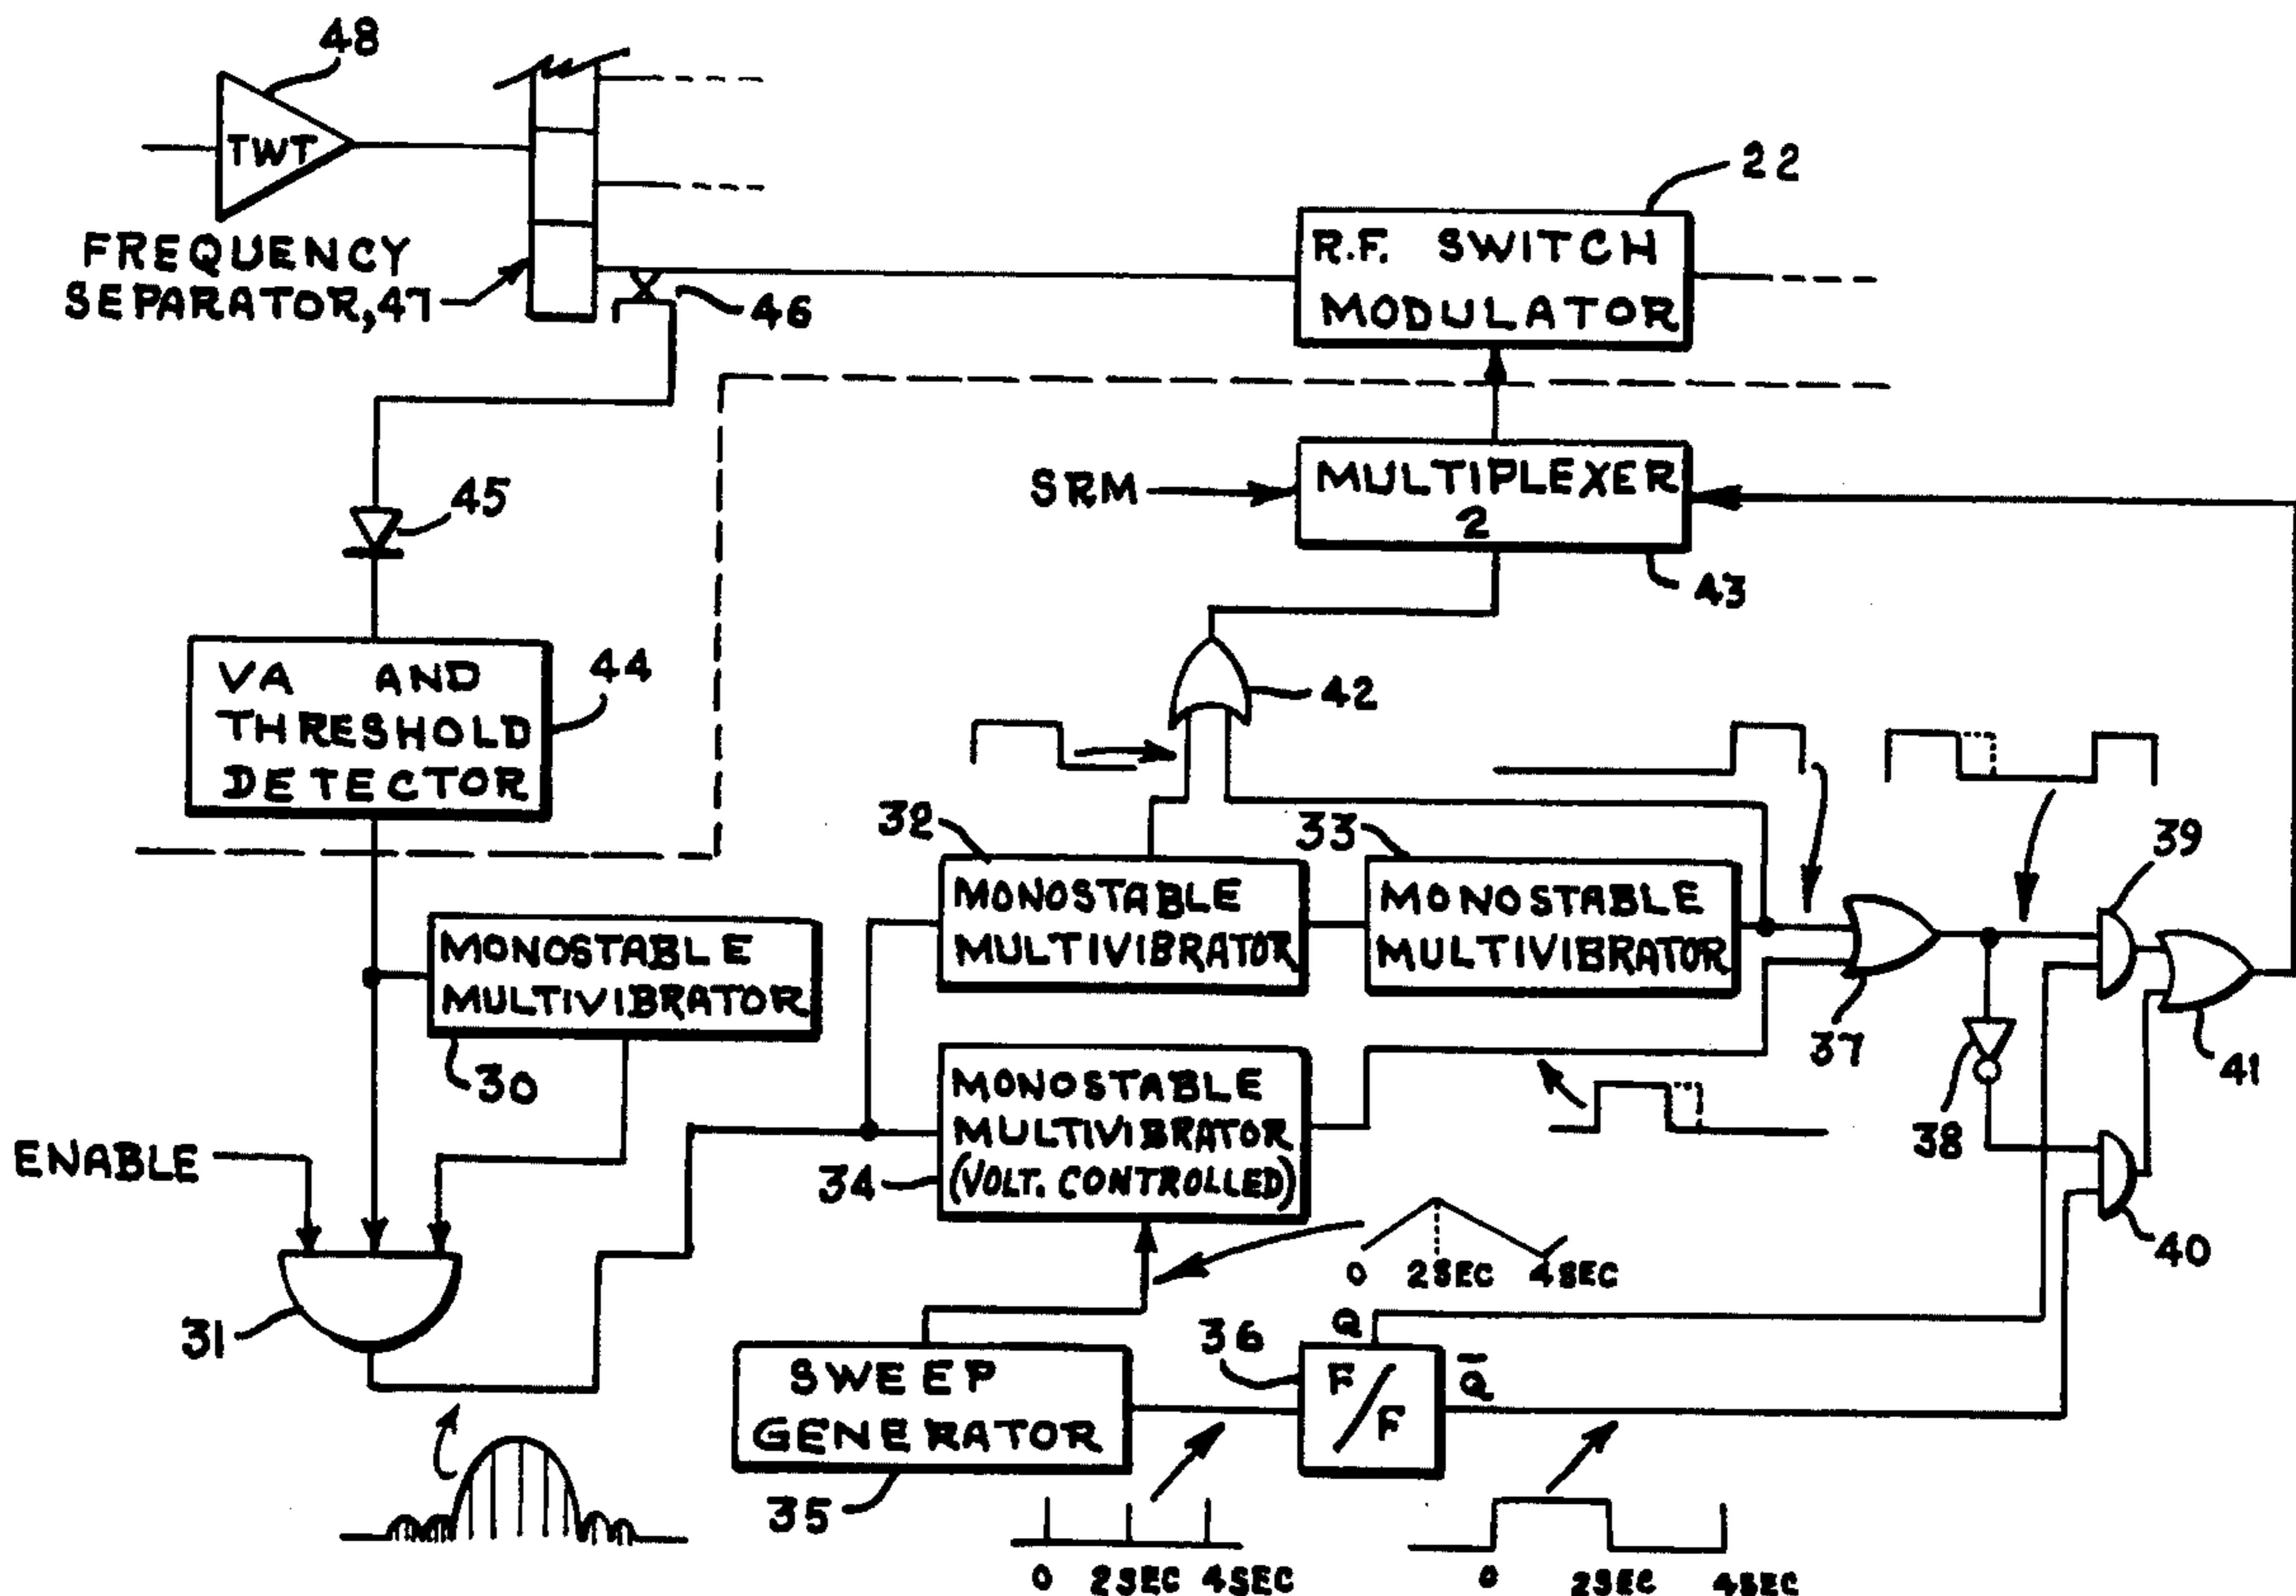 48
TWT
22
FREQUENCY
SEPARATOR,47
46
R.F. SWITCH
MODULATOR
45
SRM
MULTIPLEXER
2
43
VA AND
THRESHOLD
DETECTOR
44
42
32
33
39
MONOSTABLE
MULTIVIBRATOR
MONOSTABLE
MULTIVIBRATOR
MONOSTABLE
MULTIVIBRATOR
30
37
41
38
ENABLE
MONOSTABLE
MULTIVIBRATOR
(VOLT. CONTROLLED)
34
40
0 2SEC 4SEC
31
Q
36
SWEEP
GENERATOR
F/F
Q̅
35
0 2SEC 4SEC
0 2SEC 4SEC